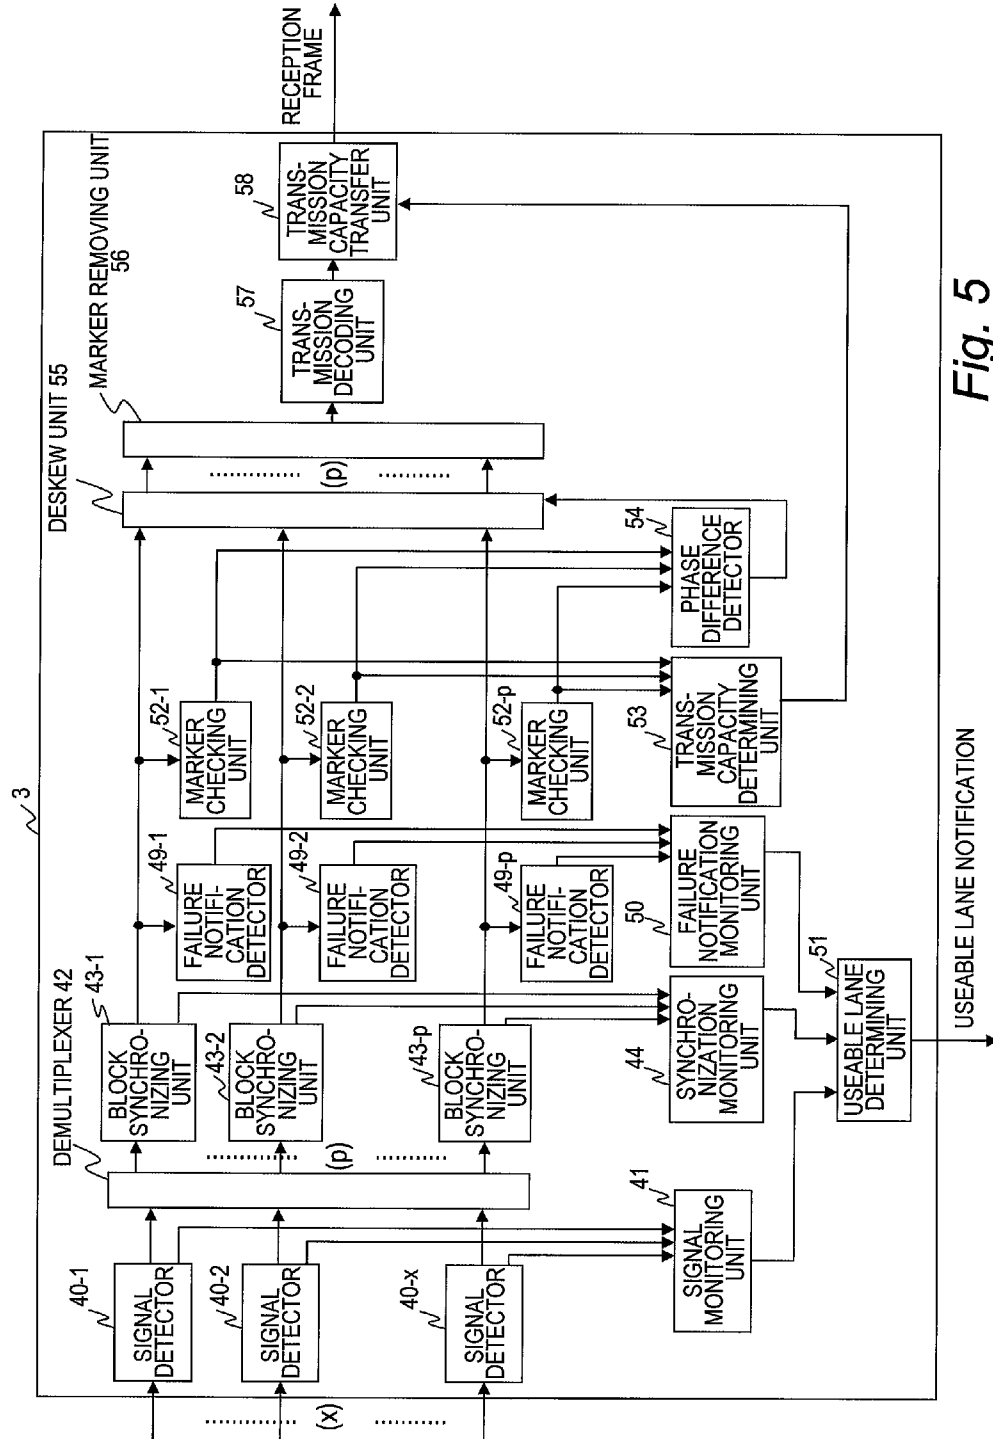 3
DEMULTIPLEXER 42
DESKEW UNIT 55
MARKER REMOVING UNIT
56
40-1
SIGNAL
DETECTOR
40-2
SIGNAL
DETECTOR
40-x
SIGNAL
DETECTOR
(x)
(p)
43-1
BLOCK
SYNCHRO-
NIZING
UNIT
43-2
BLOCK
SYNCHRO-
NIZING
UNIT
43-p
BLOCK
SYNCHRO-
NIZING
UNIT
49-1
FAILURE
NOTIFI-
CATION
DETECTOR
49-2
FAILURE
NOTIFI-
CATION
DETECTOR
49-p
FAILURE
NOTIFI-
CATION
DETECTOR
52-1
MARKER
CHECKING
UNIT
52-2
MARKER
CHECKING
UNIT
52-p
MARKER
CHECKING
UNIT
(p)
57
TRANS-
MISSION
DECODING
UNIT
58
TRANS-
MISSION
CAPACITY
TRANSFER
UNIT
RECEPTION
FRAME
41
SIGNAL
MONITORING
UNIT
44
SYNCHRO-
NIZATION
MONITORING
UNIT
50
FAILURE
NOTIFICATION
MONITORING
UNIT
53
TRANS-
MISSION
CAPACITY
DETERMINING
UNIT
54
PHASE
DIFFERENCE
DETECTOR
51
USEABLE LANE
DETERMINING
UNIT
USEABLE LANE NOTIFICATION
Fig. 5